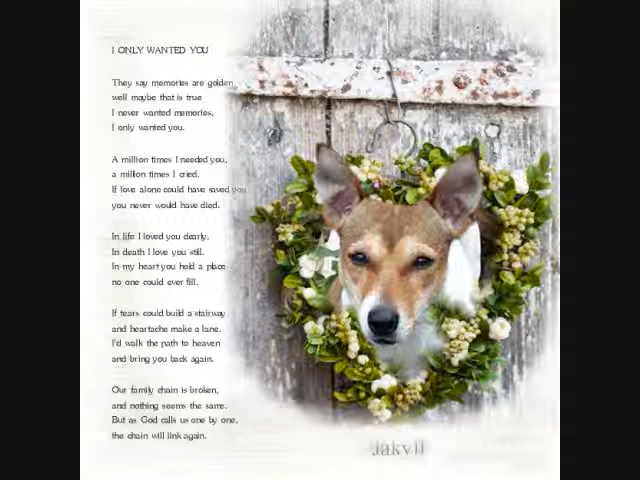 I ONLY WANTED YOU
They say memories are golden
well maybe that is true
I never wanted memories,
I only wanted you.
A million times I needed you,
a million times I cried.
If love alone could have saved you
you never would have died.
In life I loved you dearly,
In death I love you still.
In my heart you hold a place
no one could ever fill.
If tears could build a stairway
and heartache make a lane.
I'd walk the path to heaven
and bring you back again.
Our family chain is broken,
and nothing seems the same.
But as God calls us one by one,
the chain will link again.